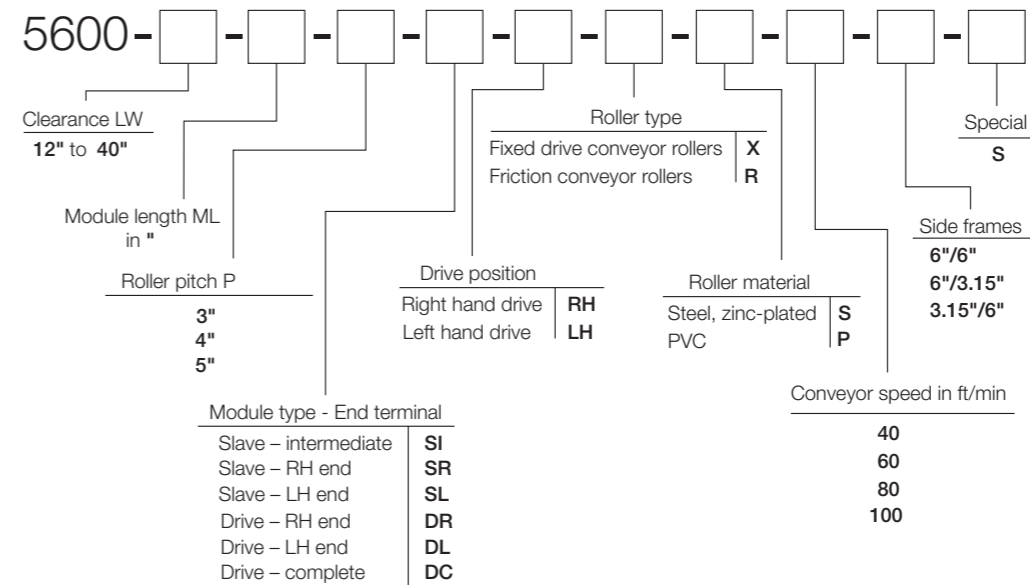 5600- - - - - - - - - -
Clearance LW
12" to 40"
Module length ML
in "
Roller pitch P
3"
4"
5"
Module type - End terminal
Slave – intermediate SI
Slave – RH end SR
Slave – LH end SL
Drive – RH end DR
Drive – LH end DL
Drive – complete DC
Drive position
Right hand drive RH
Left hand drive LH
Roller type
Fixed drive conveyor rollers X
Friction conveyor rollers R
Roller material
Steel, zinc-plated S
PVC P
Conveyor speed in ft/min
40
60
80
100
Side frames
6"/6"
6"/3.15"
3.15"/6"
Special
S